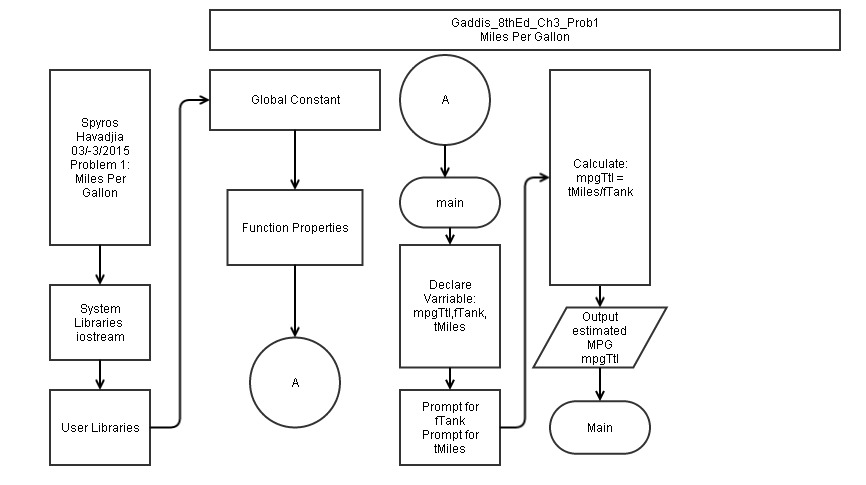 Gaddis_8thEd_Ch3_Prob1
Miles Per Gallon
Spyros
Havadjia
03/-3/2015
Problem 1:
Miles Per
Gallon
System
Libraries
iostream
User Libraries
Global Constant
Function Properties
A
A
main
Declare
Varriable:
mpgTtl,fTank,
tMiles
Prompt for
fTank
Prompt for
tMiles
Calculate:
mpgTtl =
tMiles/fTank
Output
estimated
MPG
mpgTtl
Main